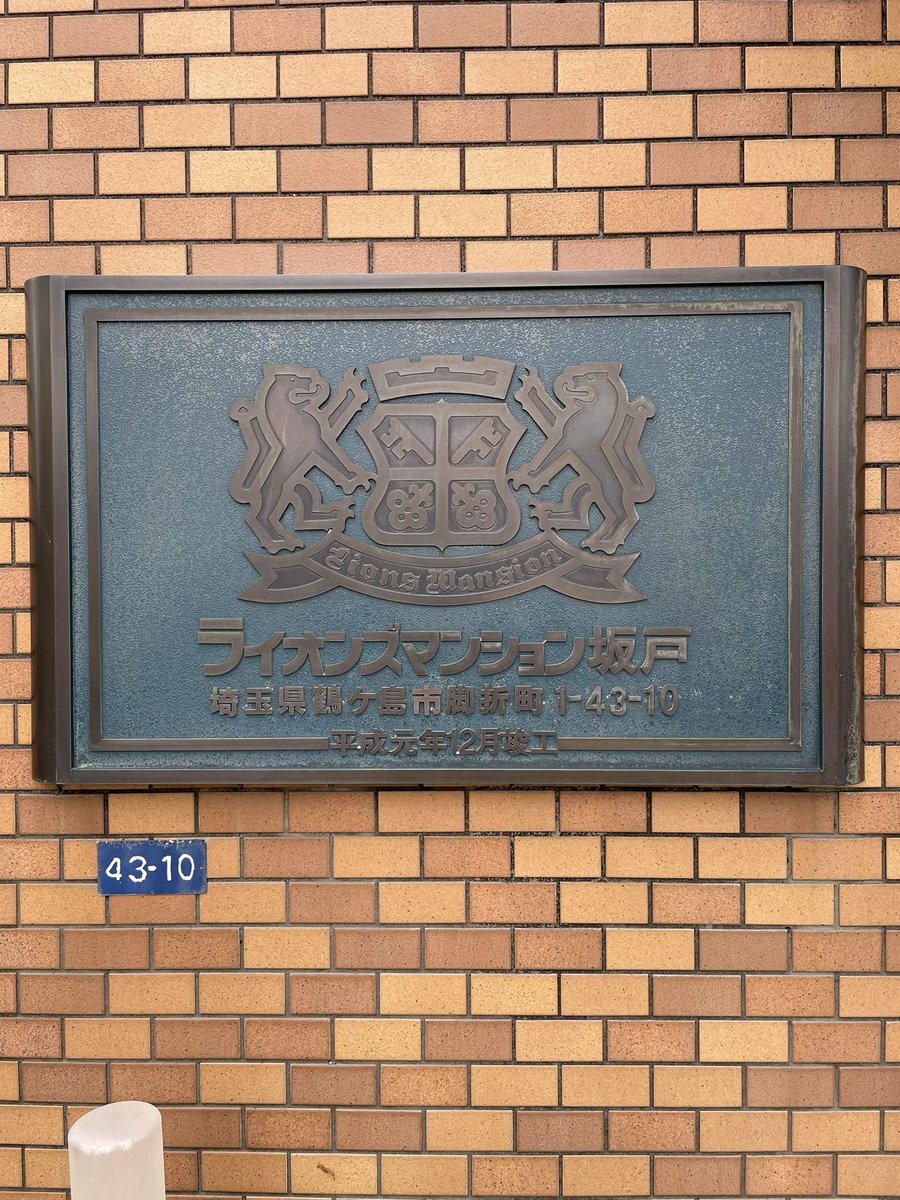 Lions Mansion
ライオンズマンション坂戸
埼玉県鶴ヶ島市脚折町1-43-10
平成元年12月竣工
43-10